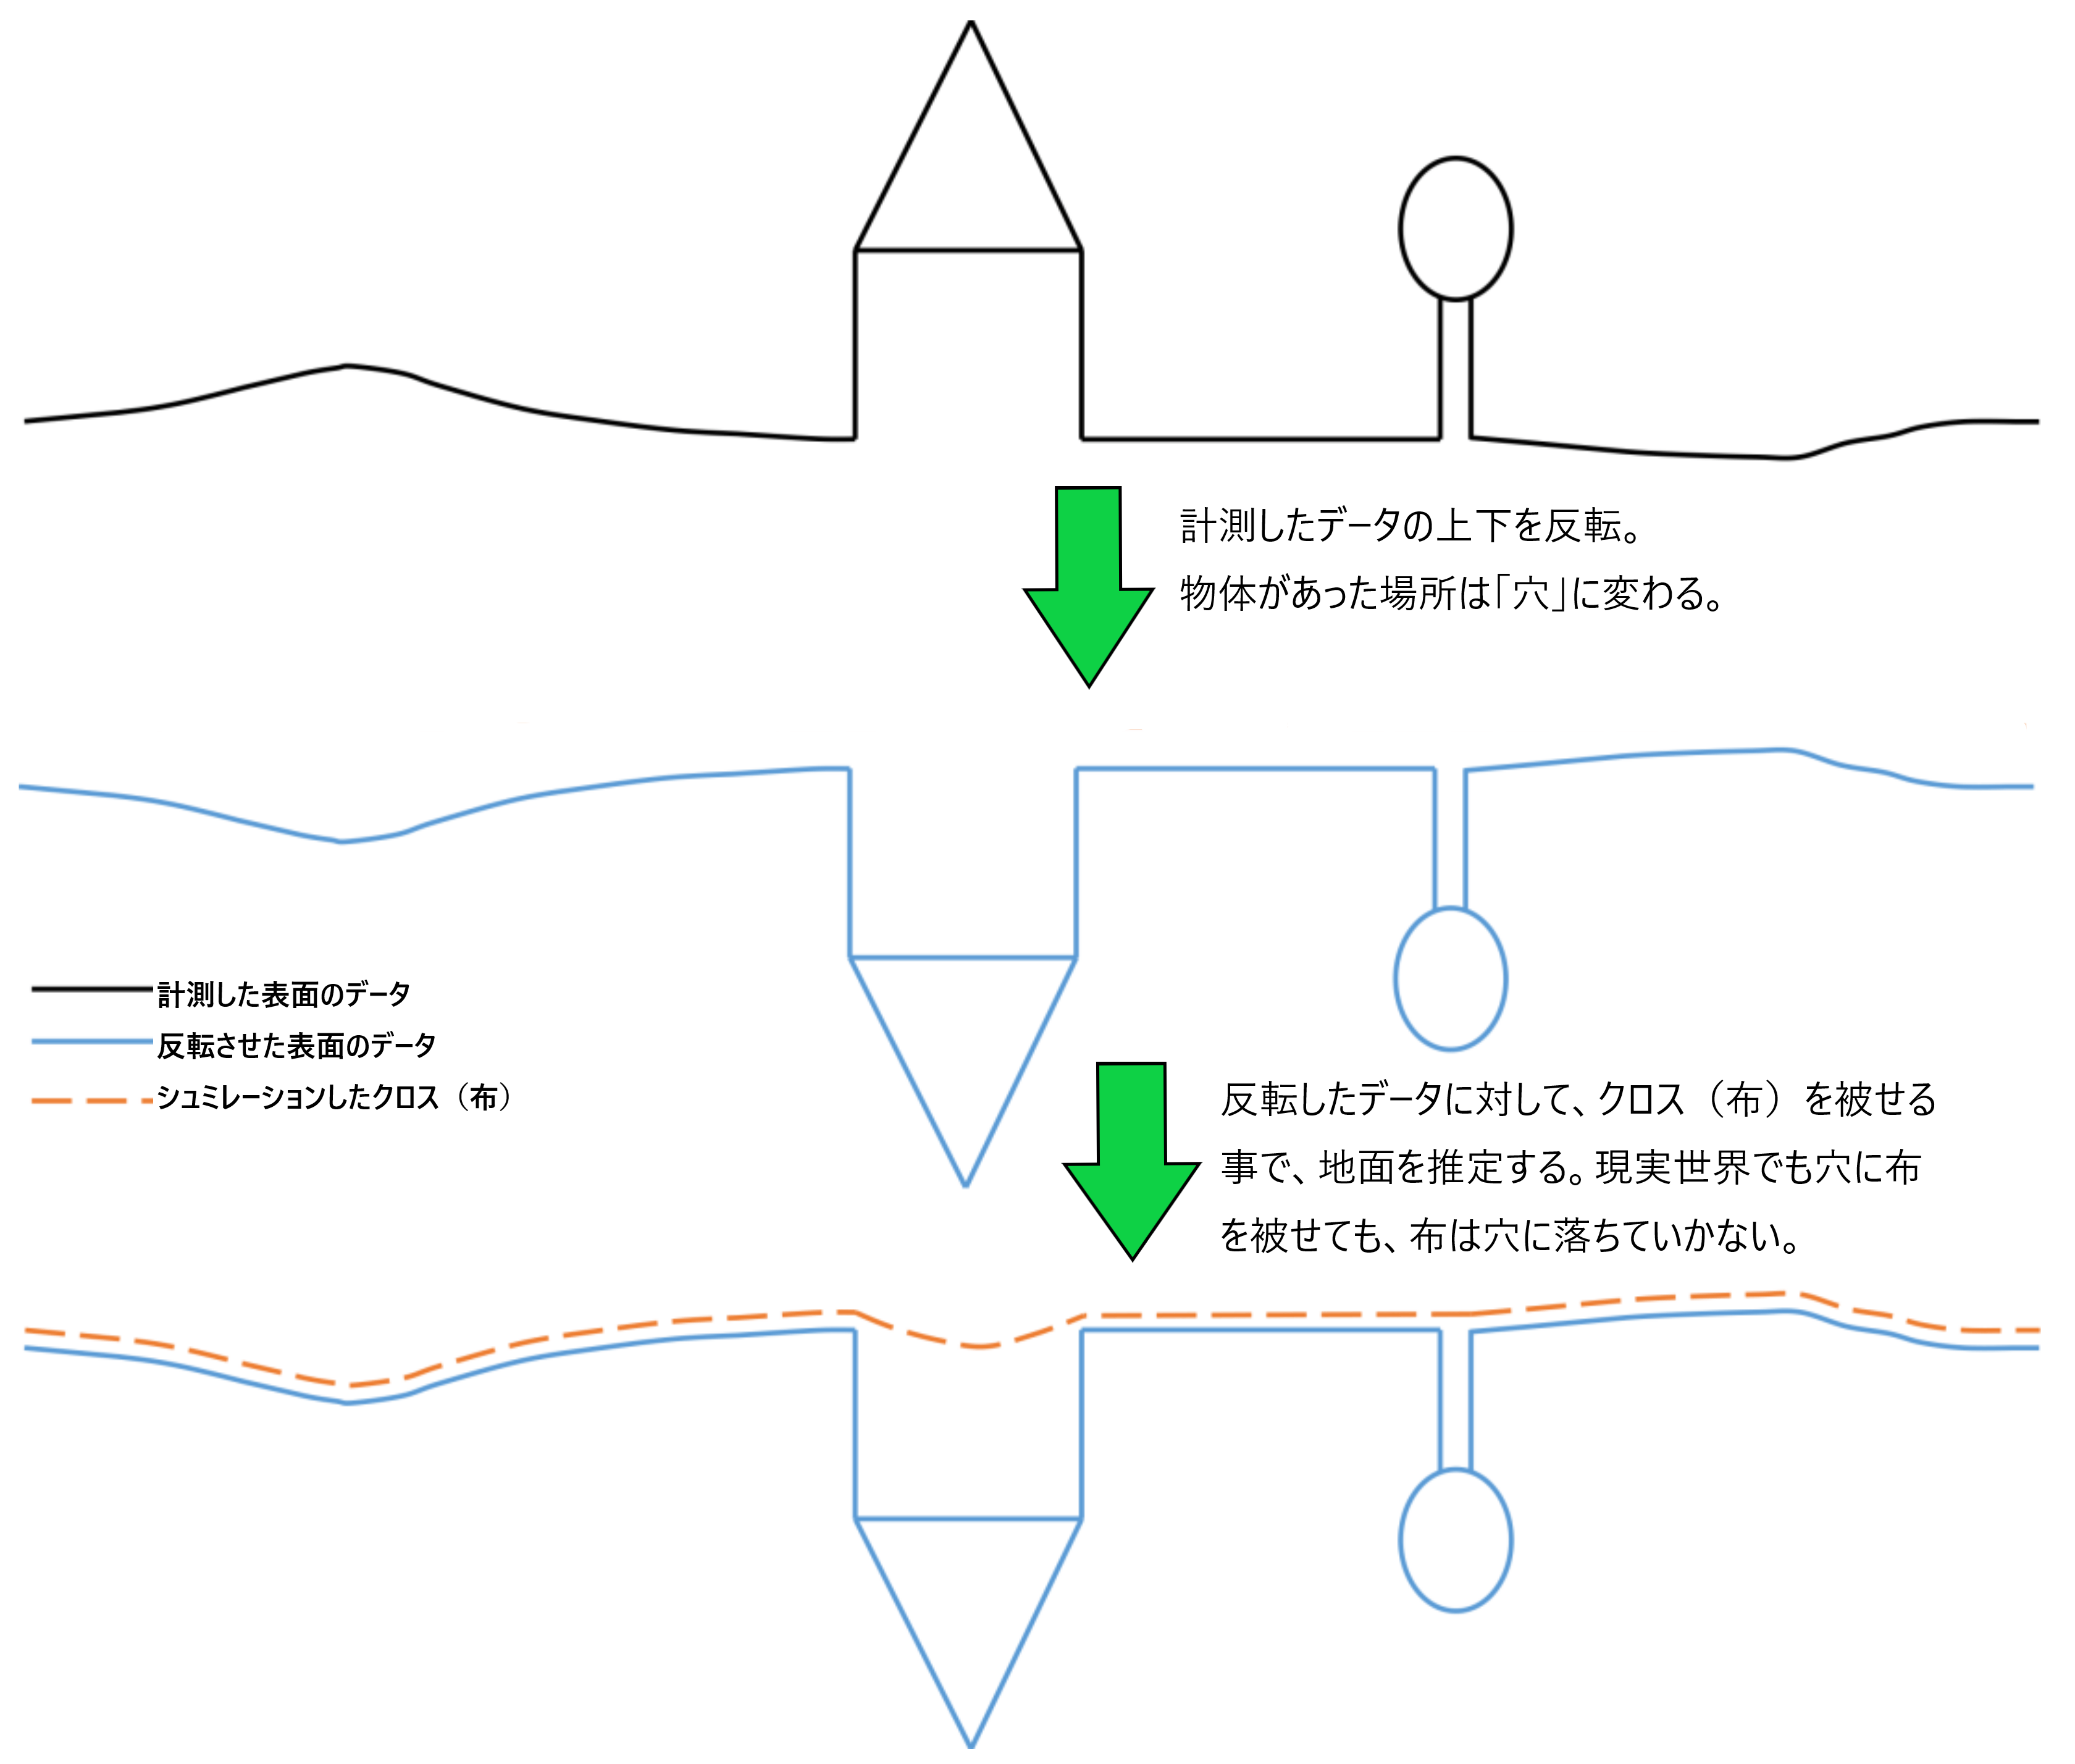 計測したデータの上下を反転。
物体があった場所は「穴」に変わる。
計測した表面のデータ
反転させた表面のデータ
シュミレーションしたクロス（布）
反転したデータに対して、クロス（布）を被せる
事で、地面を推定する。現実世界でも穴に布
を被せても、布は穴に落ちていかない。